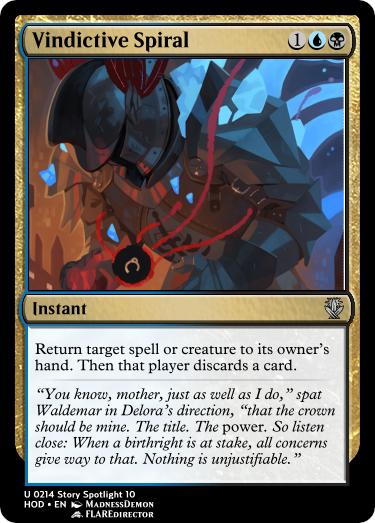 Vindictive Spiral 1
Instant
Return target spell or creature to its owner's
hand. Then that player discards a card.
“You know, mother, just as well as I do,” spat
Waldemar in Delora's direction, “that the crown
should be mine. The title. The power. So listen
close: When a birthright is at stake, all concerns
give way to that. Nothing is unjustifiable.”
U 0214 Story Spotlight 10
HOD • EN MadnessDemon
FLAREDirector